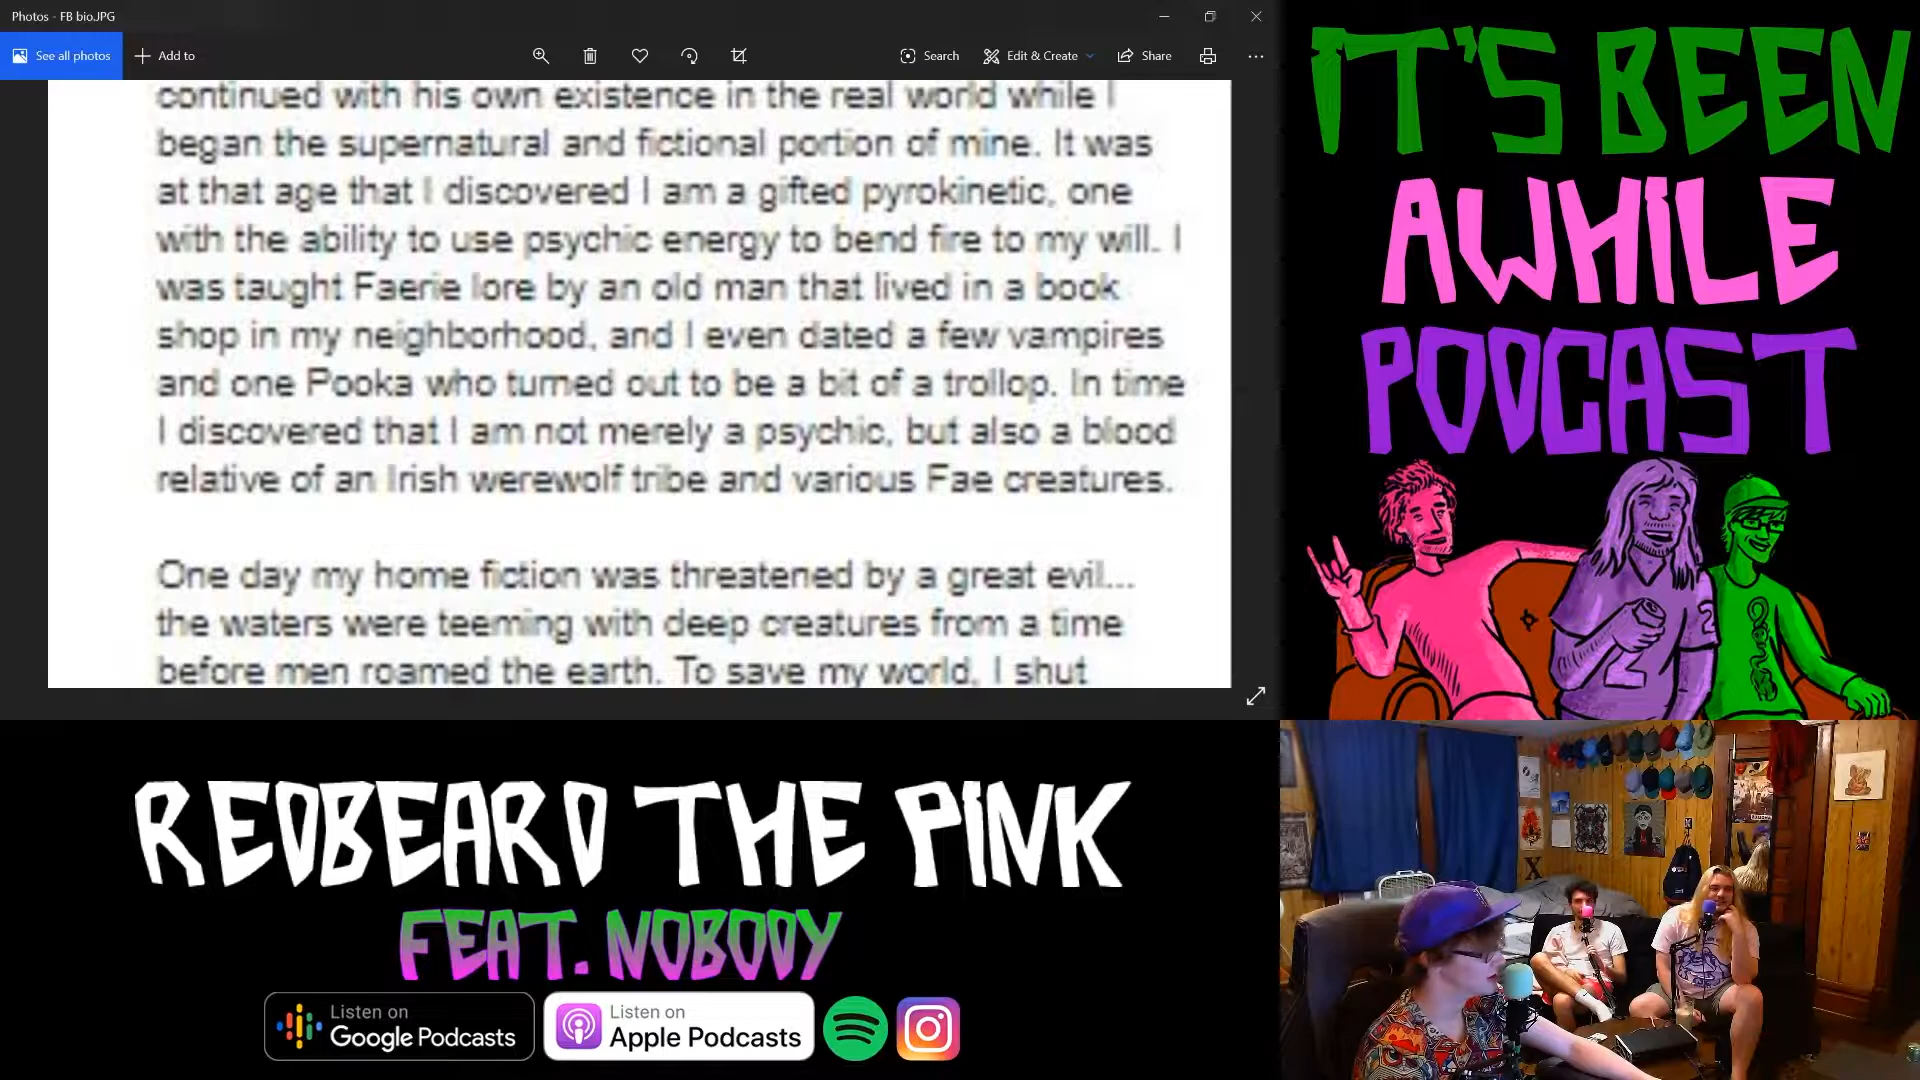 Photos - FB bio.JPG
See all photos
Add to
Search
Edit & Create
Share
continued with his own existence in the real world while I
began the supernatural and fictional portion of mine. It was
at that age that I discovered I am a gifted pyrokinetic, one
with the ability to use psychic energy to bend fire to my will. I
was taught Faerie lore by an old man that lived in a book
shop in my neighborhood, and I even dated a few vampires
and one Pooka who turned out to be a bit of a trollop. In time
I discovered that I am not merely a psychic, but also a blood
relative of an Irish werewolf tribe and various Fae creatures.
One day my home fiction was threatened by a great evil...
the waters were teeming with deep creatures from a time
before men roamed the earth. To save my world, I shut
IT'S BEEN
AWHILE
PODCAST
2
2
REDBEARD THE PINK
FEAT. NOBODY
Listen on
Google Podcasts
Listen on
Apple Podcasts
X